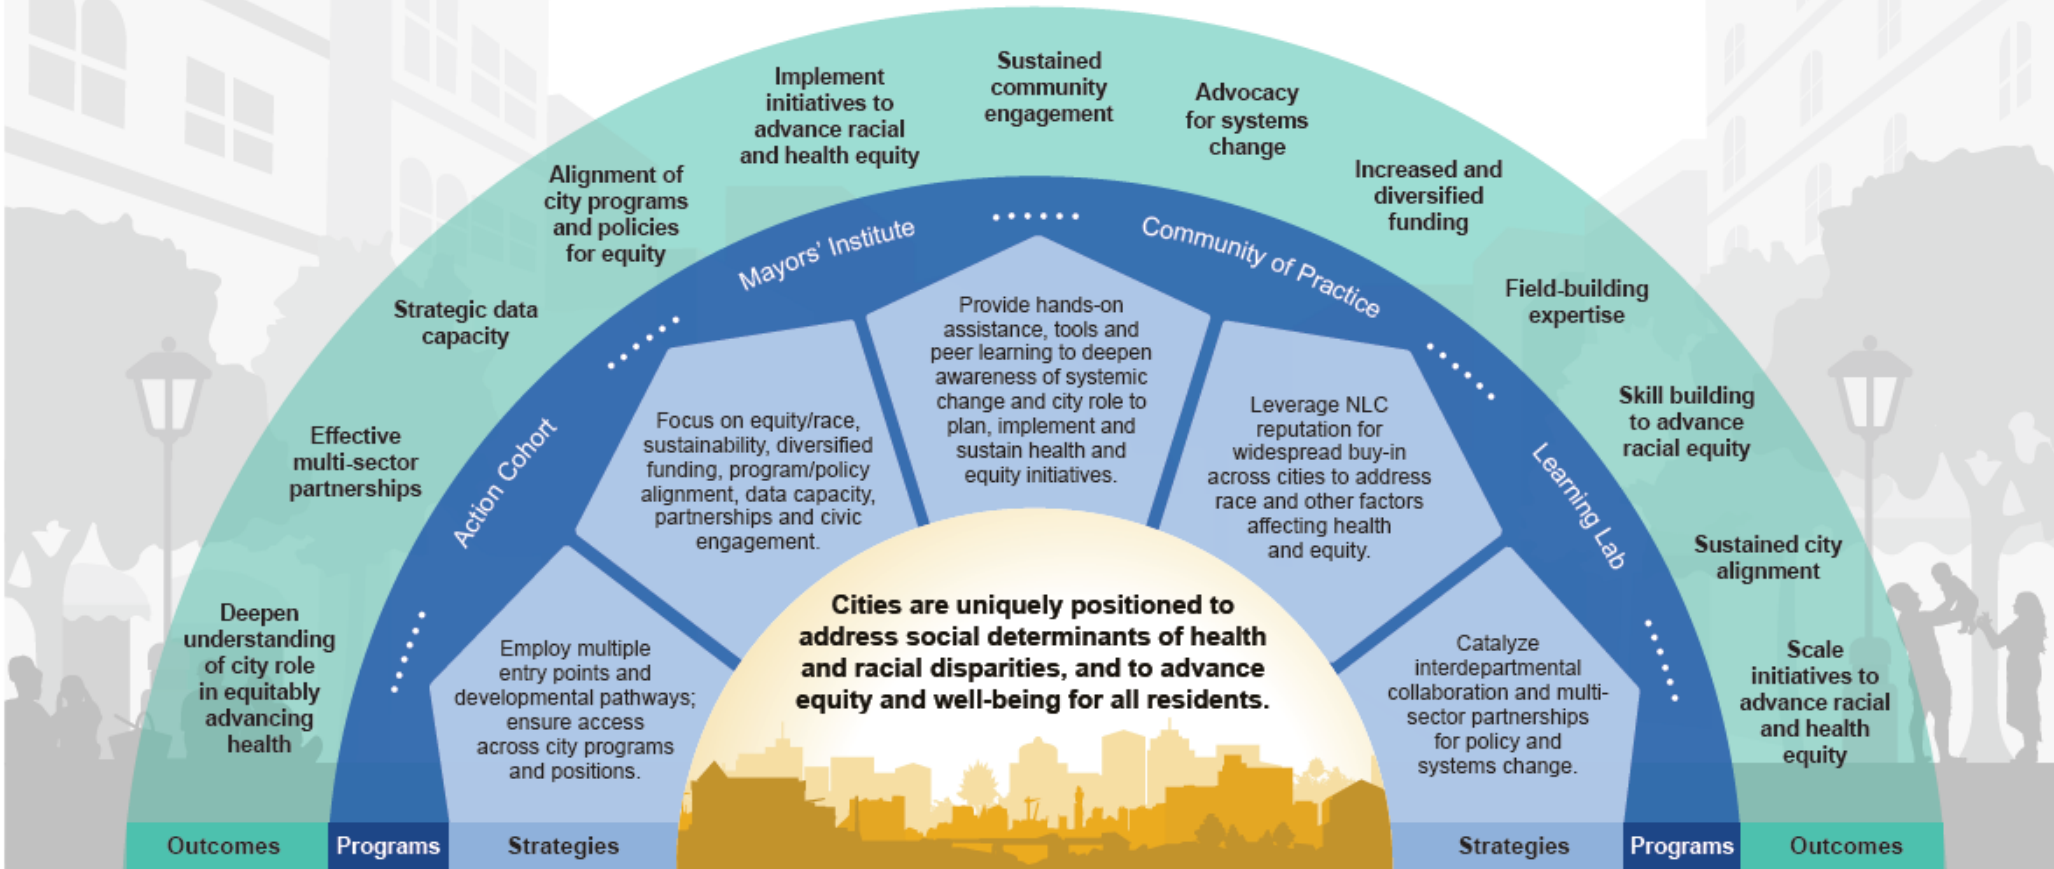 Deepen
understanding
of city role
in equitably
advancing
health
Effective
multi-sector
partnerships
Strategic data
capacity
Alignment of
city programs
and policies
for equity
Implement
initiatives to
advance racial
and health equity
Sustained
community
engagement
Advocacy
for systems
change
Increased and
diversified
funding
Field-building
expertise
Skill building
to advance
racial equity
Sustained city
alignment
Scale
initiatives to
advance racial
and health
equity
Action Cohort
Mayors' Institute
Community of Practice
Learning Lab
Employ multiple
entry points and
developmental pathways;
ensure access
across city programs
and positions.
Focus on equity/race,
sustainability, diversified
funding, program/policy
alignment, data capacity,
partnerships and civic
engagement.
Provide hands-on
assistance, tools and
peer learning to deepen
awareness of systemic
change and city role to
plan, implement and
sustain health and
equity initiatives.
Leverage NLC
reputation for
widespread buy-in
across cities to address
race and other factors
affecting health
and equity.
Catalyze
interdepartmental
collaboration and multi-
sector partnerships
for policy and
systems change.
Cities are uniquely positioned to
address social determinants of health
and racial disparities, and to advance
equity and well-being for all residents.
Outcomes
Programs
Strategies
Strategies
Programs
Outcomes